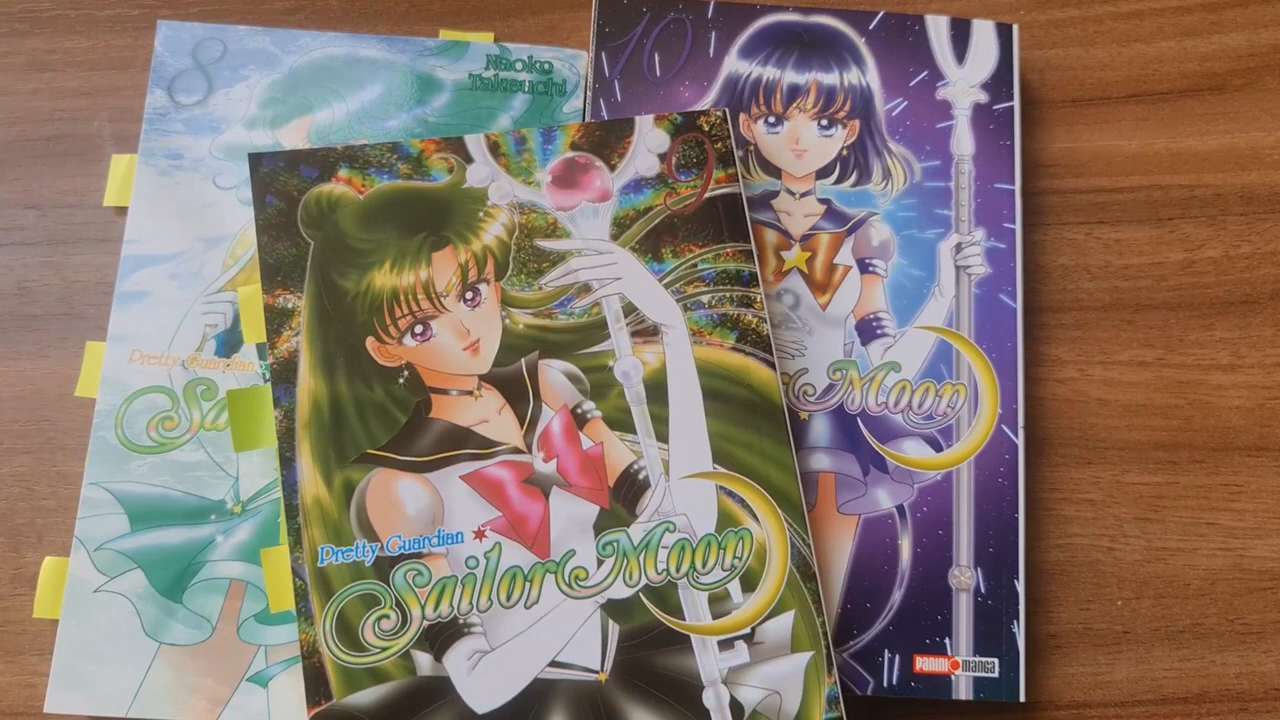 8
Naoko
Takeuchi
Pretty Guardian
Sa
9
Pretty Guardian
Sailor Moon
10
Moon
PANINI manga